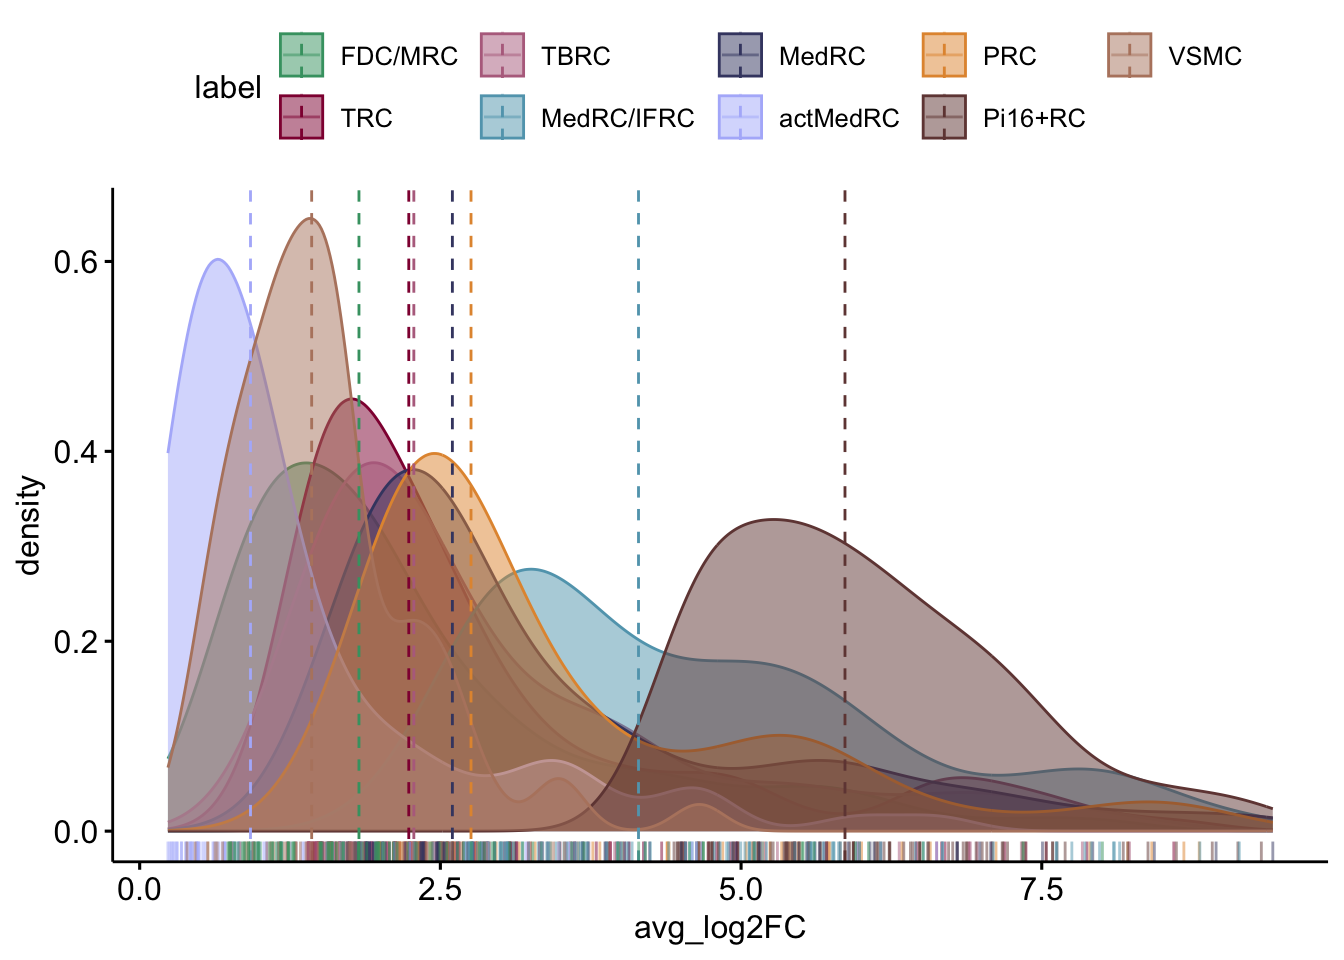 label
FDC/MRC
TBRC
MedRC
PRC
VSMC
TRC
MedRC/IFRC
actMedRC
Pi16+RC
density
0.6
0.4
0.2
0.0
0.0
2.5
5.0
7.5
avg_log2FC